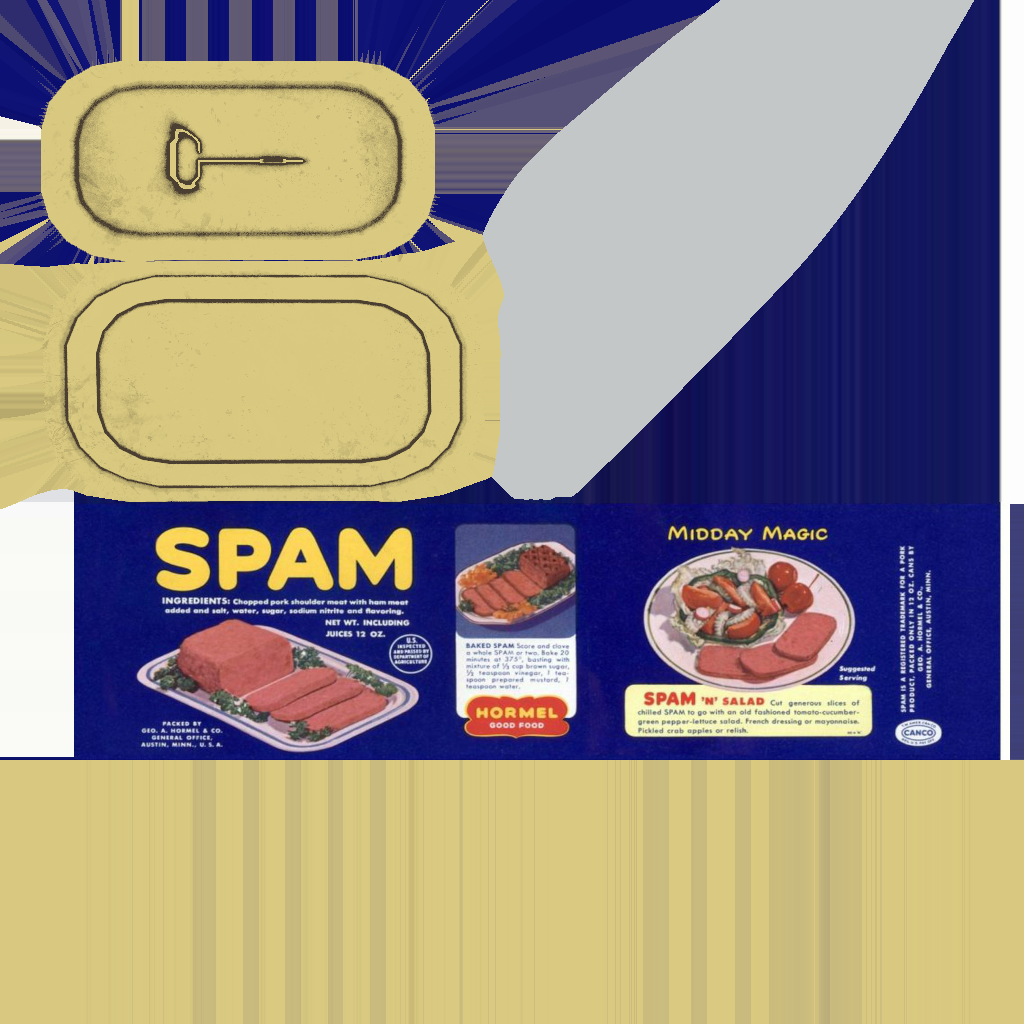 SPAM
INGREDIENTS: Chopped pork shoulder meat with ham meat
added and salt, water, sugar, sodium nitrite and flavoring.
NET WT. INCLUDING
JUICES 12 OZ.
U.S.
INSPECTED
AND PASSED BY
DEPARTMENT OF
AGRICULTURE
PACKED BY
GEO. A. HORMEL & CO.
GENERAL OFFICE,
AUSTIN, MINN., U. S. A.
BAKED SPAM Score and clove
a whole SPAM or two. Bake 20
minutes at 375°, basting with
mixture of ⅓ cup brown sugar,
½ teaspoon vinegar, 1 tea-
spoon prepared mustard, 1
teaspoon water.
HORMEL
GOOD FOOD
MIDDAY MAGIC
Suggested
Serving
SPAM 'N' SALAD Cut generous slices of
chilled SPAM to go with an old fashioned tomato-cucumber-
green pepper-lettuce salad. French dressing or mayonnaise.
Pickled crab apples or relish.
SPAM IS A REGISTERED TRADEMARK FOR A PORK
PRODUCT, PACKED ONLY IN 12 OZ. CANS BY
GEO. A. HORMEL & CO.,
GENERAL OFFICE, AUSTIN, MINN.
CANCO